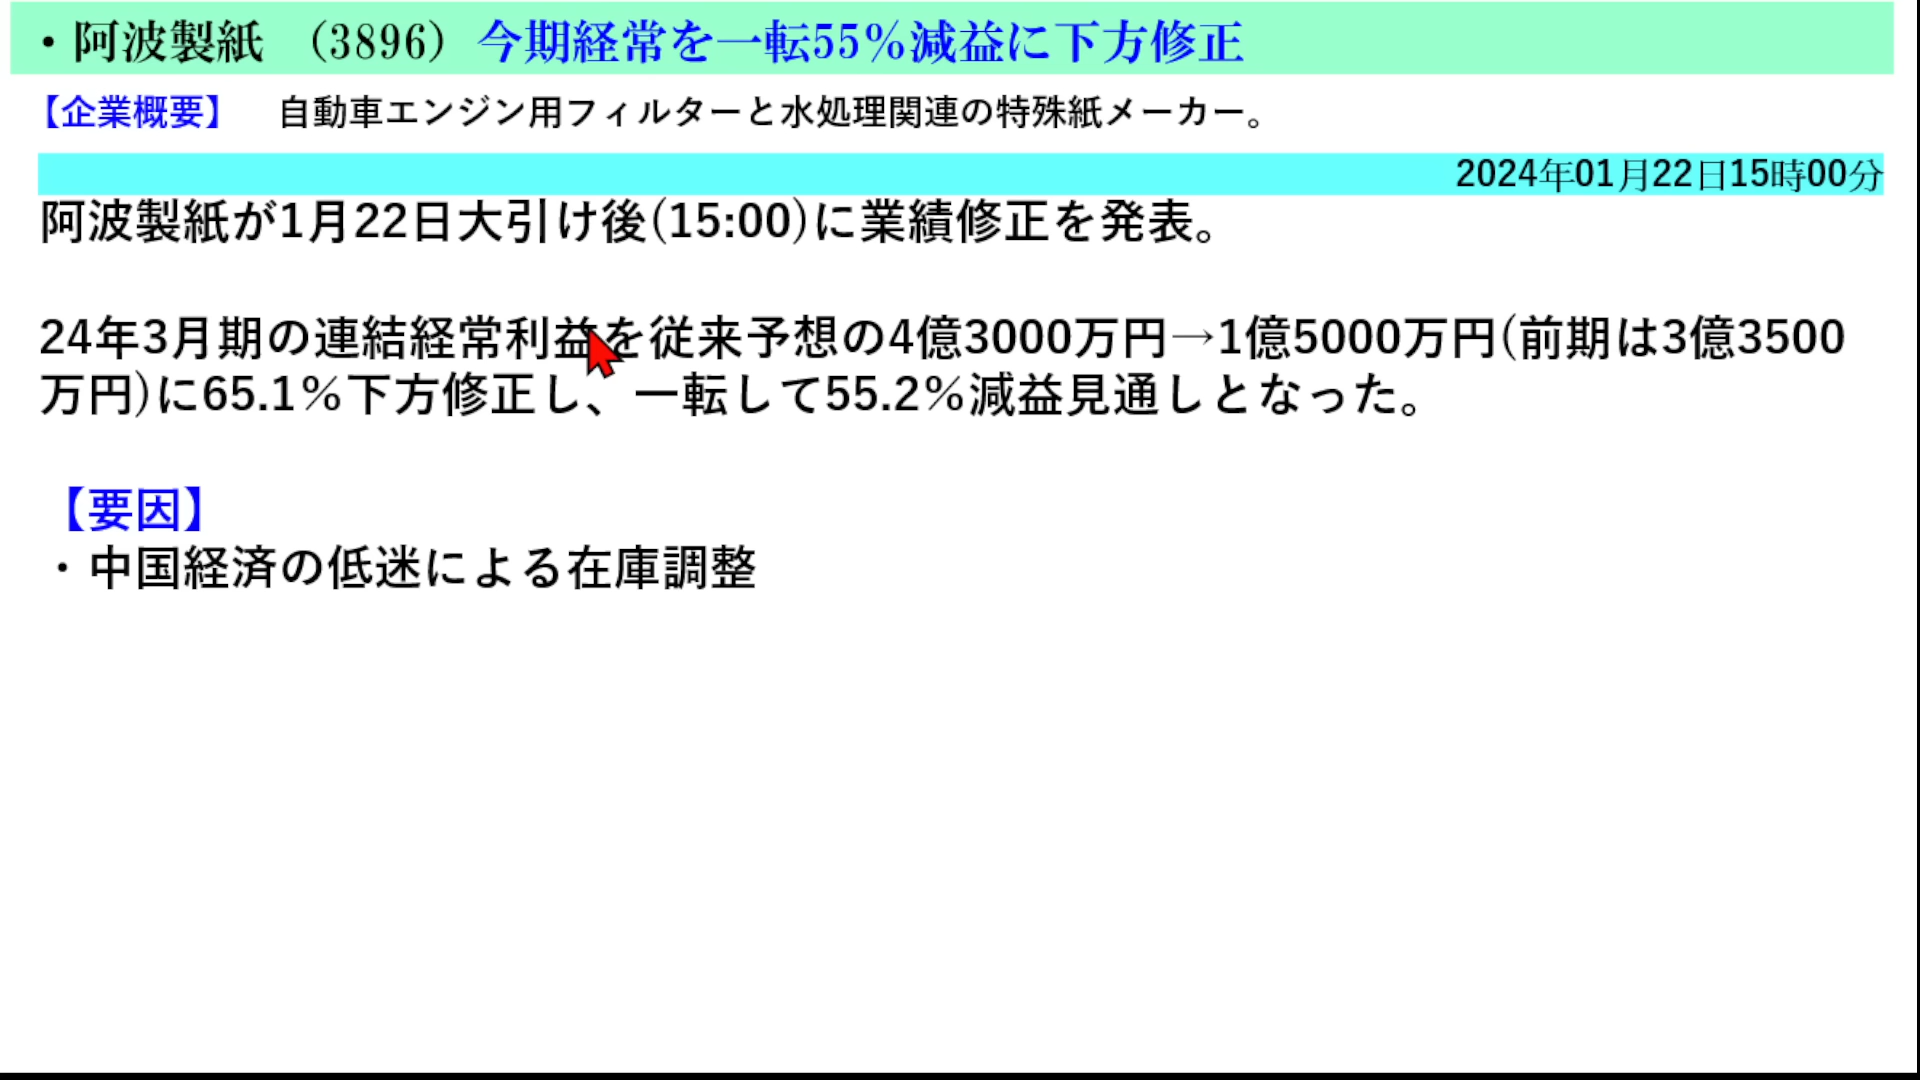 ・阿波製紙 （3896）今期経常を一転55％減益に下方修正
【企業概要】 自動車エンジン用フィルターと水処理関連の特殊紙メーカー。
2024年01月22日15時00分
阿波製紙が1月22日大引け後(15:00)に業績修正を発表。
24年3月期の連結経常利益を従来予想の4億3000万円→1億5000万円(前期は3億3500
万円)に65.1％下方修正し、一転して55.2％減益見通しとなった。
【要因】
・中国経済の低迷による在庫調整